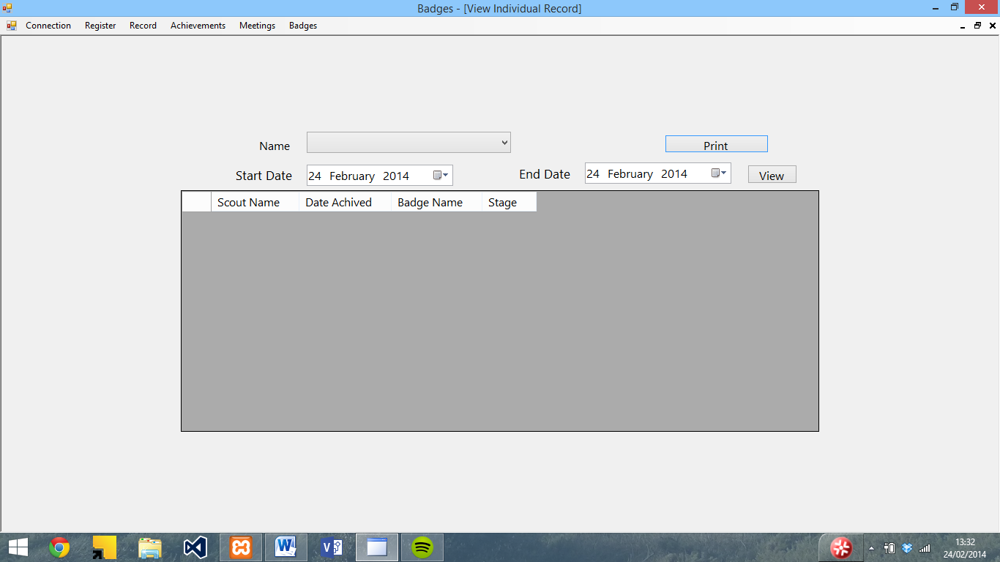 Badges - [View Individual Record]
Connection Register Record Achievements Meetings Badges
Name Print
Start Date 24 February 2014 End Date 24 February 2014 View
Scout Name Date Achived Badge Name Stage
13:32
24/02/2014